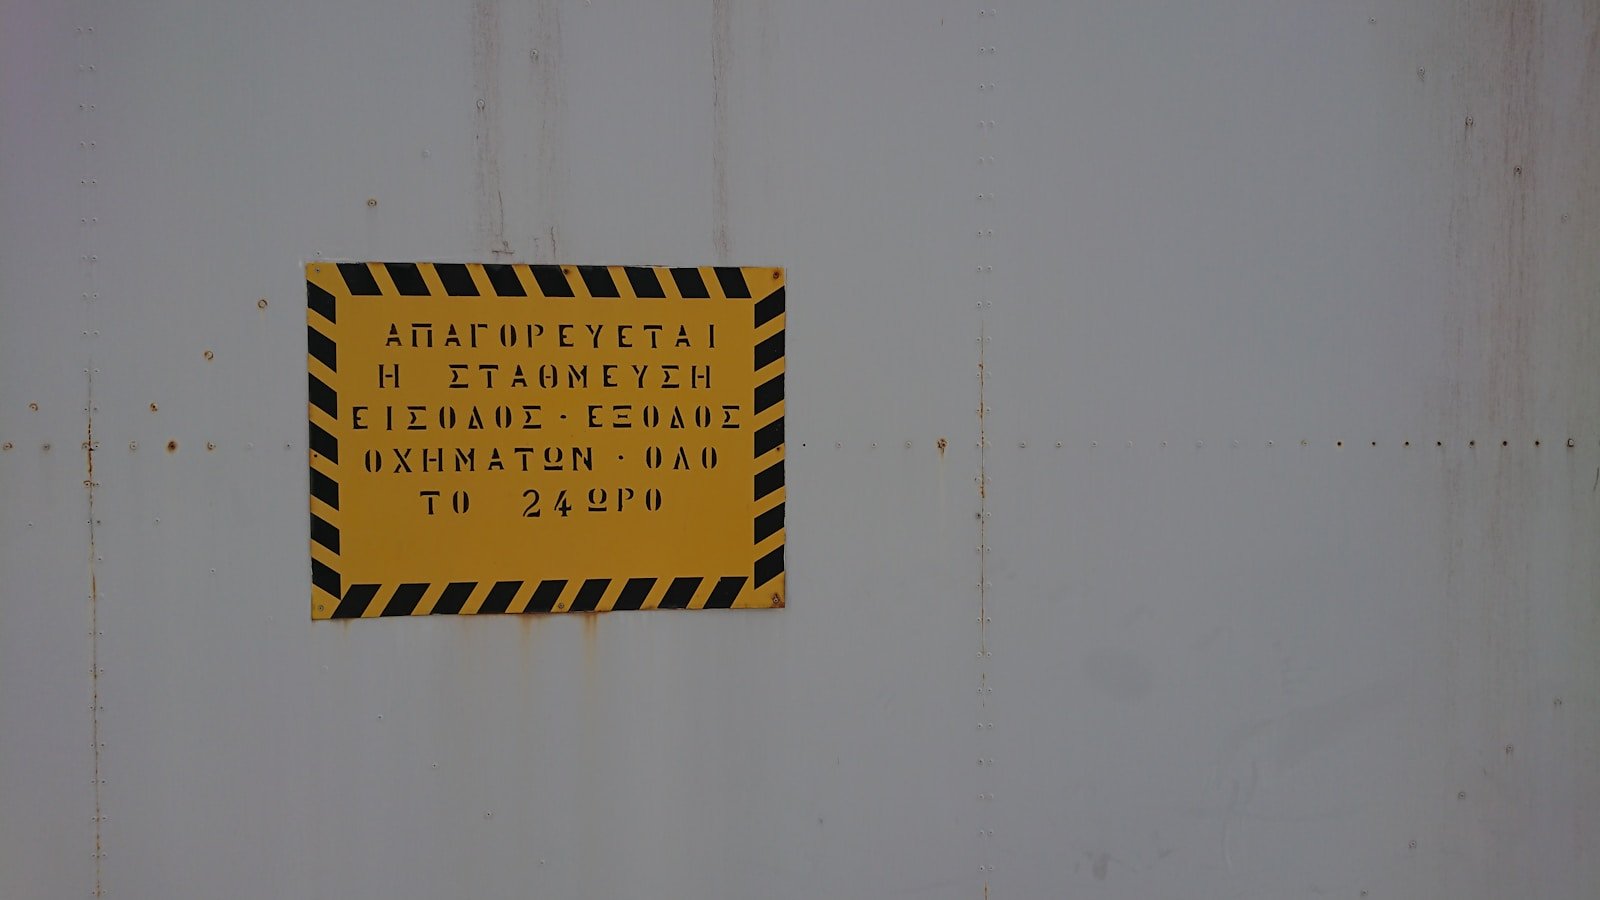 ΑΠΑΓΟΡΕΥΕΤΑΙ
Η ΣΤΑΘΜΕΥΣΗ
ΕΙΣΟΔΟΣ · ΕΞΟΔΟΣ
ΟΧΗΜΑΤΩΝ · ΟΛΟ
ΤΟ 24ΩΡΟ